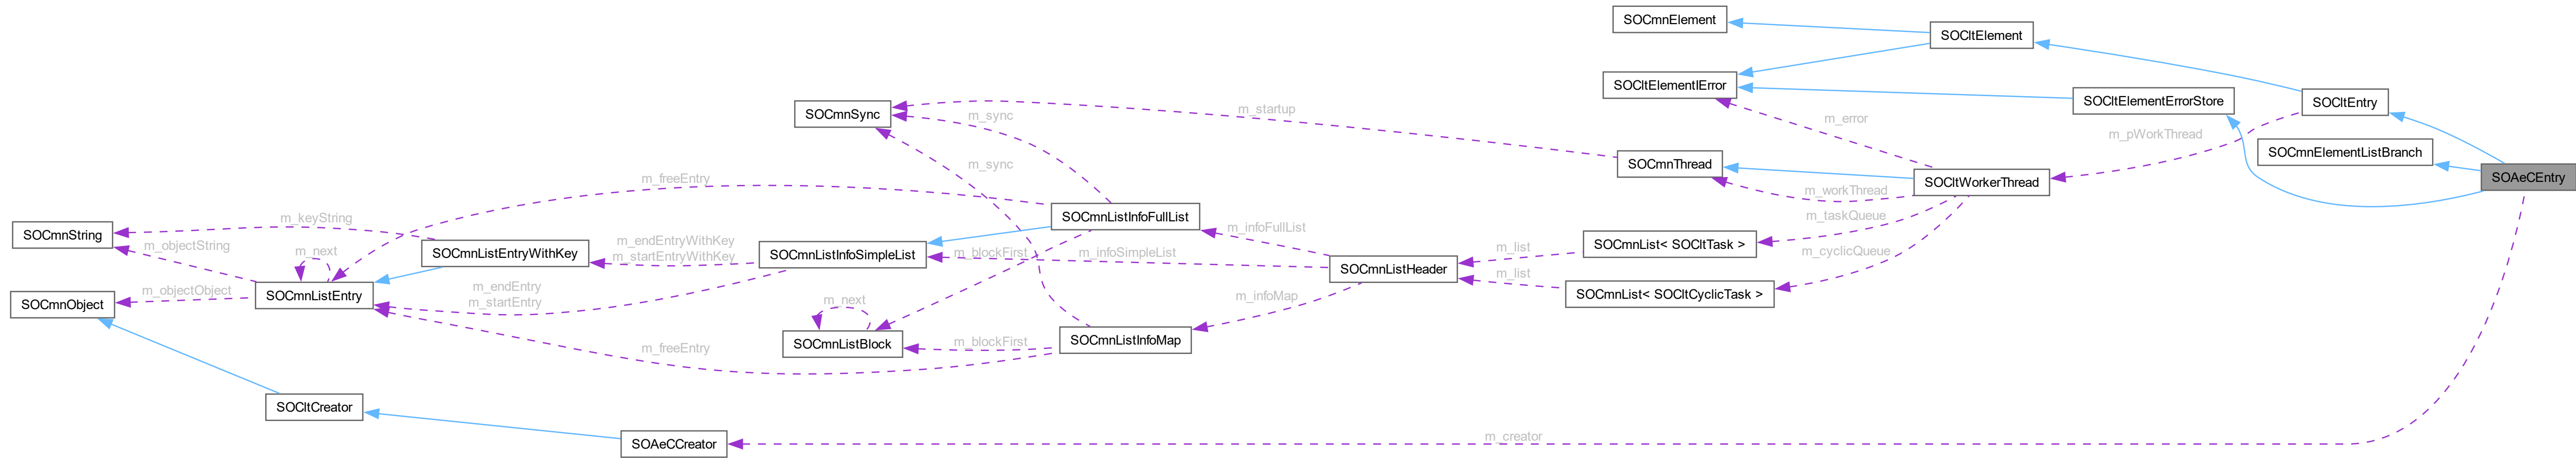 SOCmnElement
SOCltElement
SOCltElementIError
SOCltElementErrorStore
SOCltEntry
SOCmnSync
m_startup
m_sync
m_error
m_pWorkThread
SOCmnElementListBranch
SOCmnThread
m_sync
SOAeCEntry
m_freeEntry
SOCltWorkerThread
m_workThread
SOCmnListInfoFullList
m_taskQueue
m_keyString
SOCmnString
m_infoFullList
m_objectString
m_endEntryWithKey
m_startEntryWithKey
SOCmnList< SOCltTask >
m_list
m_next
SOCmnListEntryWithKey
SOCmnListInfoSimpleList
m_blockFirst
m_infoSimpleList
m_cyclicQueue
SOCmnListHeader
m_list
m_endEntry
m_startEntry
m_objectObject
SOCmnListEntry
m_infoMap
SOCmnList< SOCltCyclicTask >
SOCmnObject
m_next
SOCmnListBlock
m_freeEntry
m_blockFirst
SOCmnListInfoMap
SOCltCreator
SOAeCCreator
m_creator